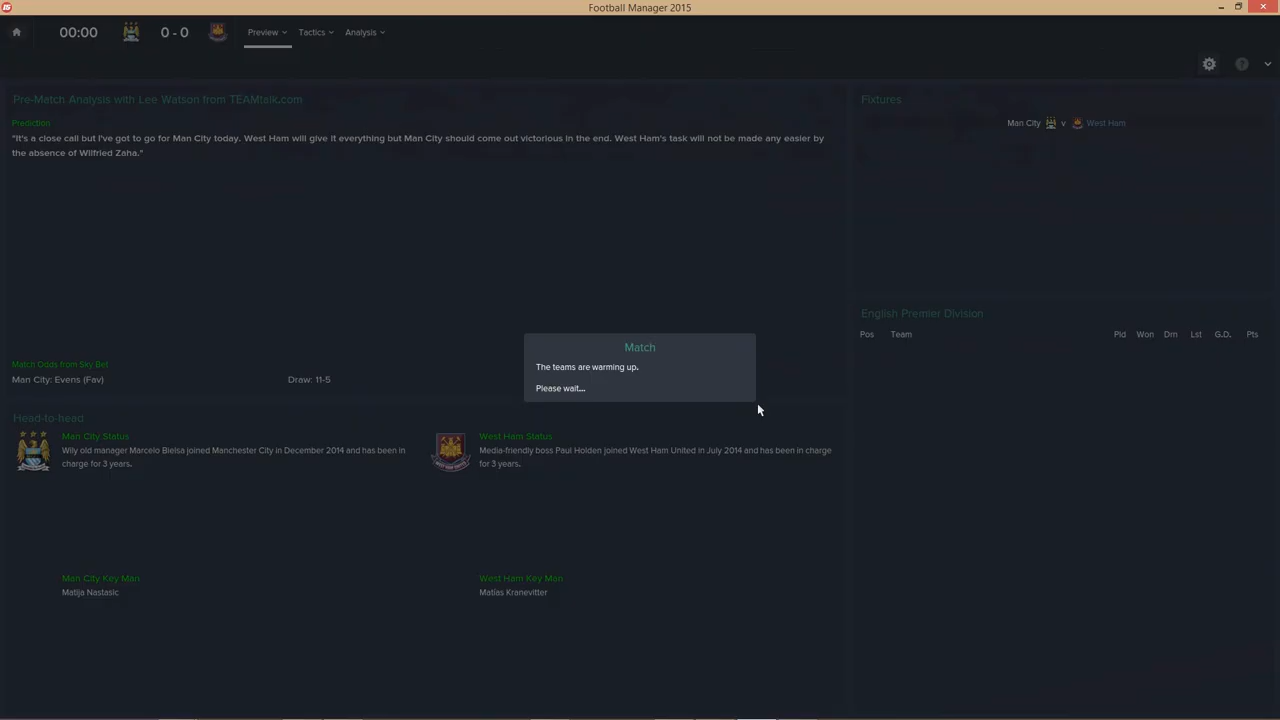 Football Manager 2015
00:00 0 - 0 Preview Tactics Analysis
Pre-Match Analysis with Lee Watson from TEAMtalk.com
Prediction
"It's a close call but I've got to go for Man City today. West Ham will give it everything but Man City should come out victorious in the end. West Ham's task will not be made any easier by
the absence of Wilfried Zaha."
Fixtures
Man City v West Ham
English Premier Division
Pos Team Pld Won Drn Lst G.D. Pts
Match
The teams are warming up.
Please wait...
Match Odds from Sky Bet
Man City: Evens (Fav) Draw: 11-5
Head-to head
Man City Status
Wily old manager Marcelo Bielsa joined Manchester City in December 2014 and has been in
charge for 3 years.
West Ham Status
Media-friendly boss Paul Holden joined West Ham United in July 2014 and has been in charge
for 3 years.
Man City Key Man
Matija Nastasic
West Ham Key Man
Matías Kranevitter